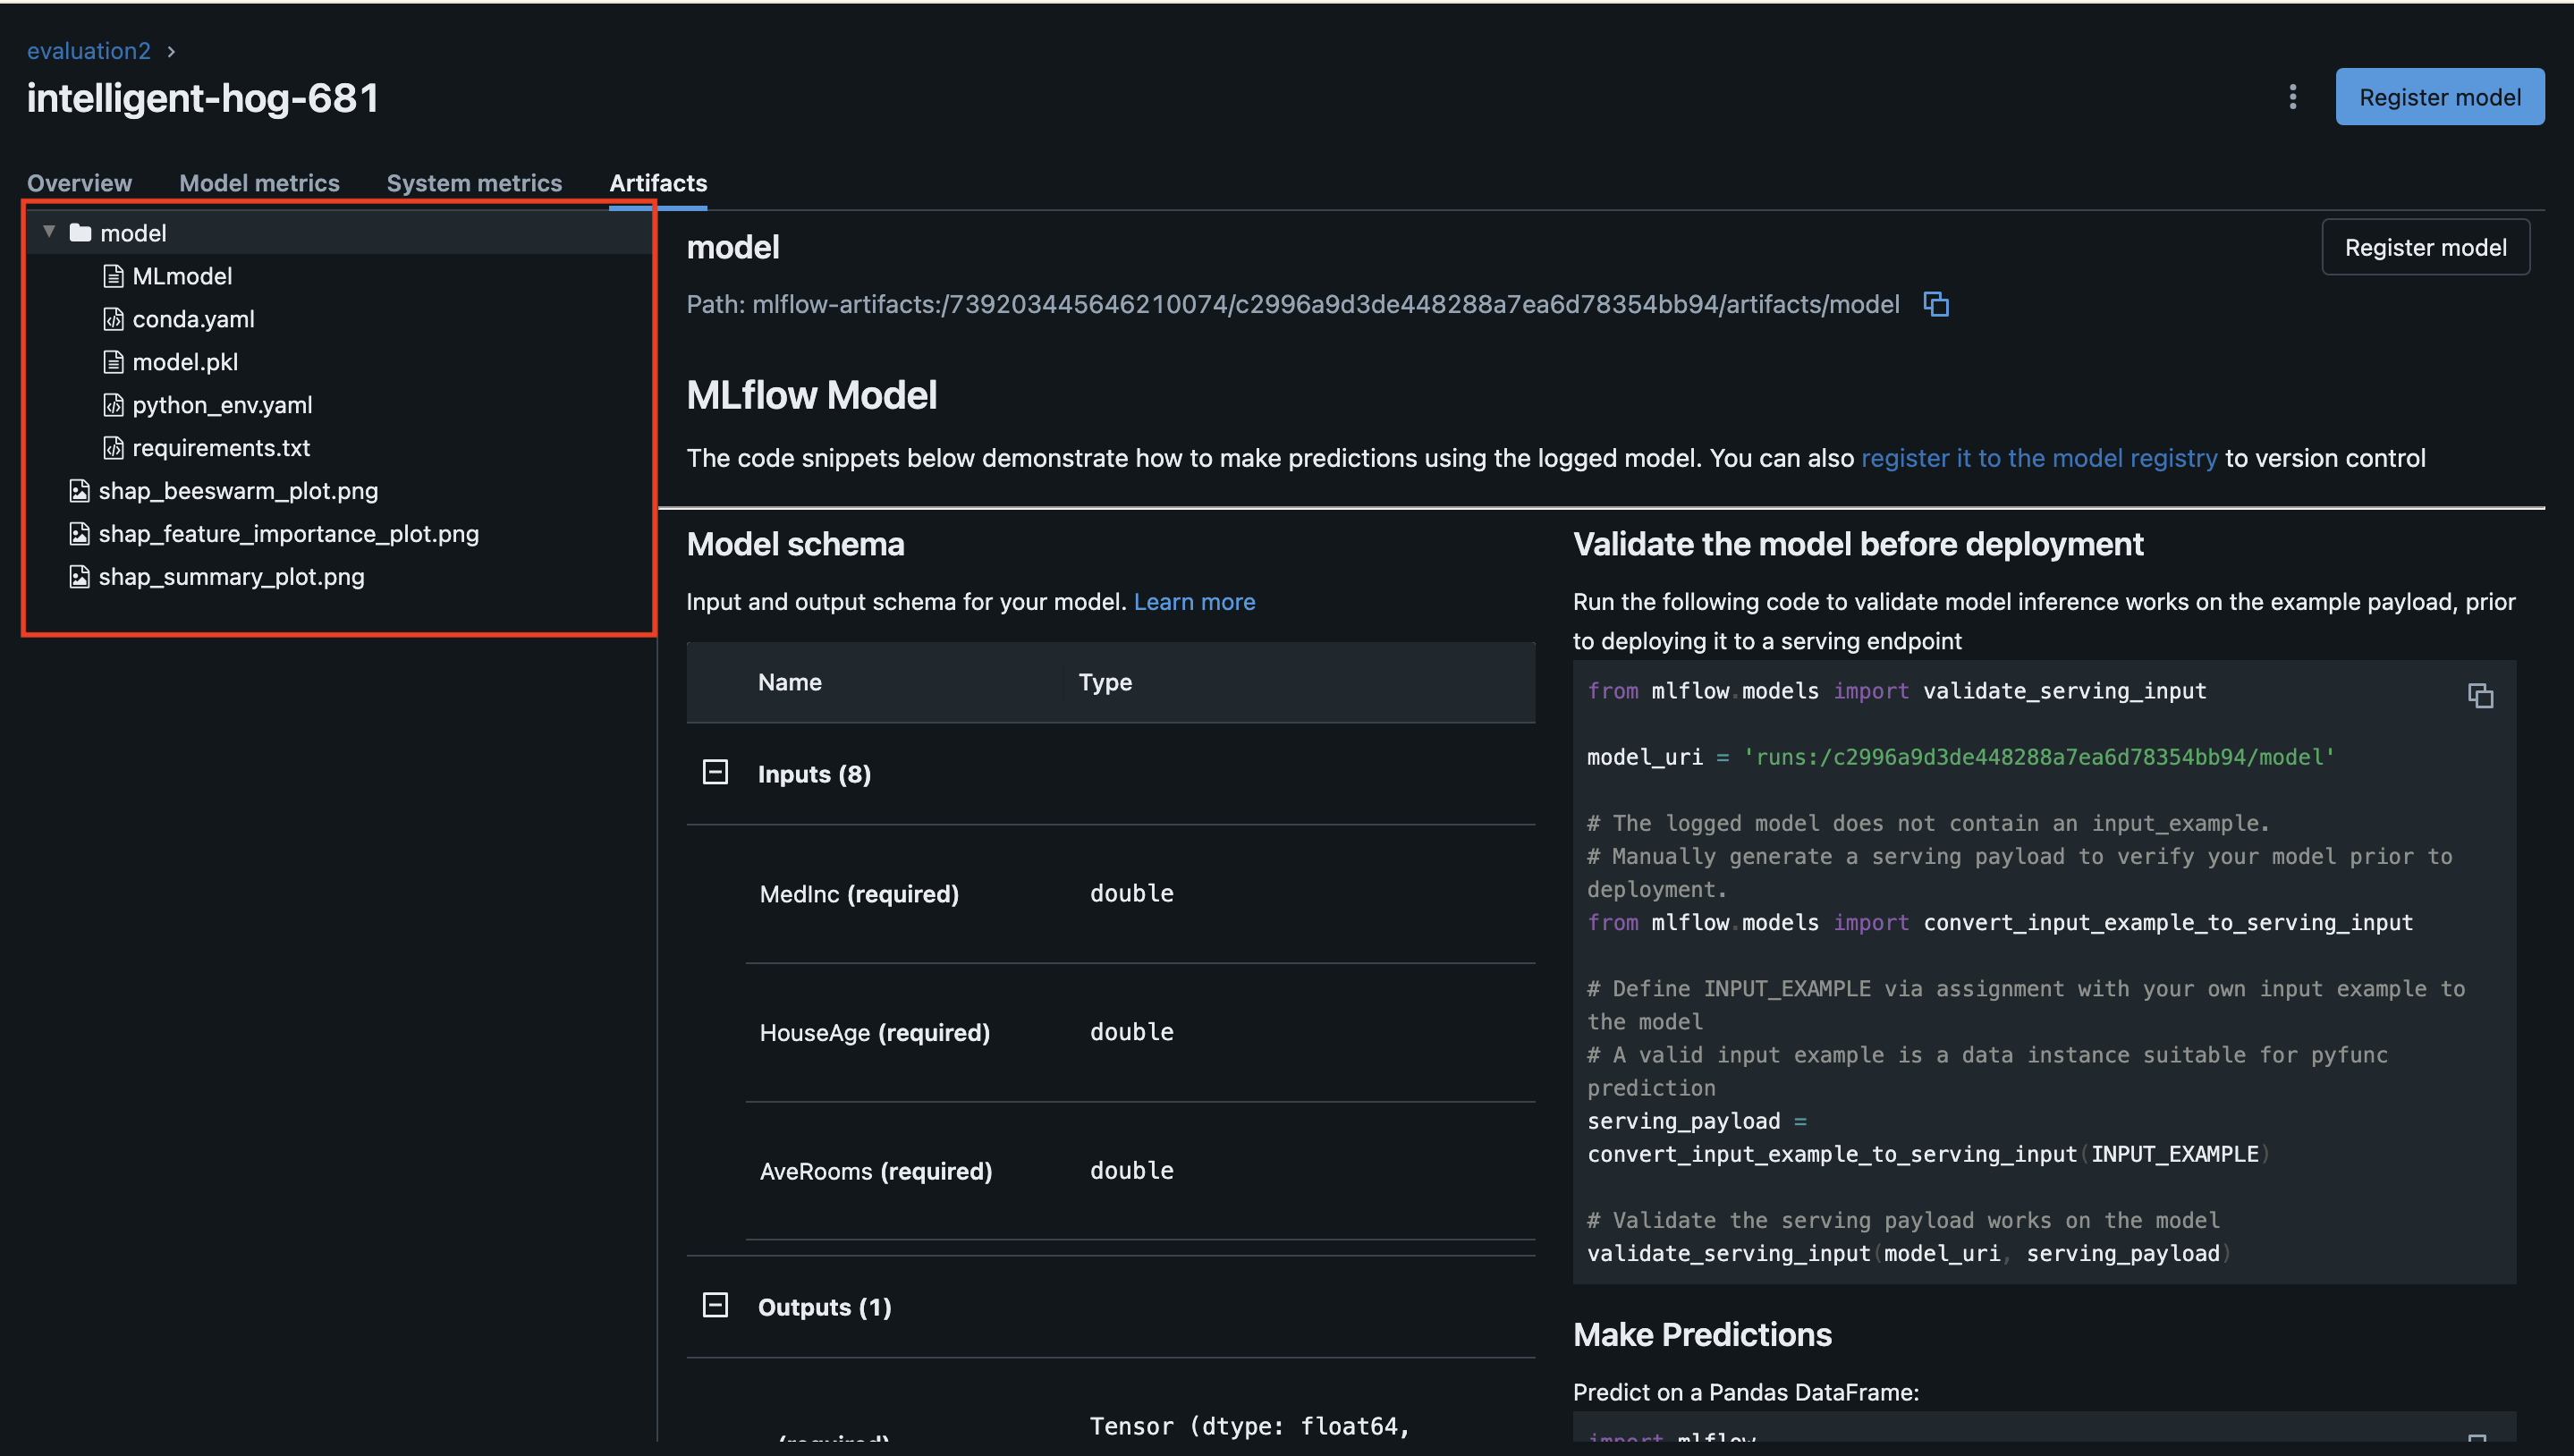 evaluation2 >
intelligent-hog-681
Register model
Overview Model metrics System metrics Artifacts
model
MLmodel
conda.yaml
model.pkl
python_env.yaml
requirements.txt
shap_beeswarm_plot.png
shap_feature_importance_plot.png
shap_summary_plot.png
model
Register model
Path: mlflow-artifacts:/739203445646210074/c2996a9d3de448288a7ea6d78354bb94/artifacts/model
MLflow Model
The code snippets below demonstrate how to make predictions using the logged model. You can also register it to the model registry to version control
Model schema
Input and output schema for your model. Learn more
Name Type
Inputs (8)
MedInc (required) double
HouseAge (required) double
AveRooms (required) double
Outputs (1)
(required) Tensor (dtype: float64,
Validate the model before deployment
Run the following code to validate model inference works on the example payload, prior
to deploying it to a serving endpoint
from mlflow.models import validate_serving_input
model_uri = 'runs:/c2996a9d3de448288a7ea6d78354bb94/model'
# The logged model does not contain an input_example.
# Manually generate a serving payload to verify your model prior to
deployment.
from mlflow.models import convert_input_example_to_serving_input
# Define INPUT_EXAMPLE via assignment with your own input example to
the model
# A valid input example is a data instance suitable for pyfunc
prediction
serving_payload =
convert_input_example_to_serving_input(INPUT_EXAMPLE)
# Validate the serving payload works on the model
validate_serving_input(model_uri, serving_payload)
Make Predictions
Predict on a Pandas DataFrame:
import mlflow